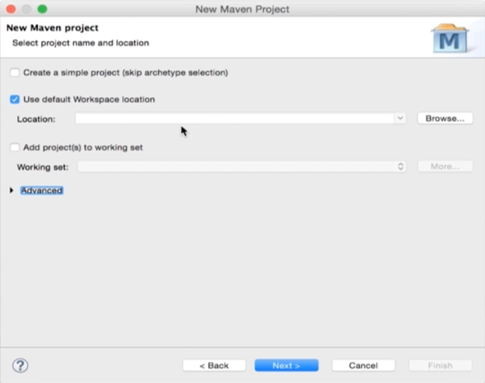 New Maven Project
New Maven project
Select project name and location
M
Create a simple project (skip archetype selection)
Use default Workspace location
Location:
Browse...
Add project(s) to working set
Working set:
More...
Advanced
?
< Back
Next >
Cancel
Finish